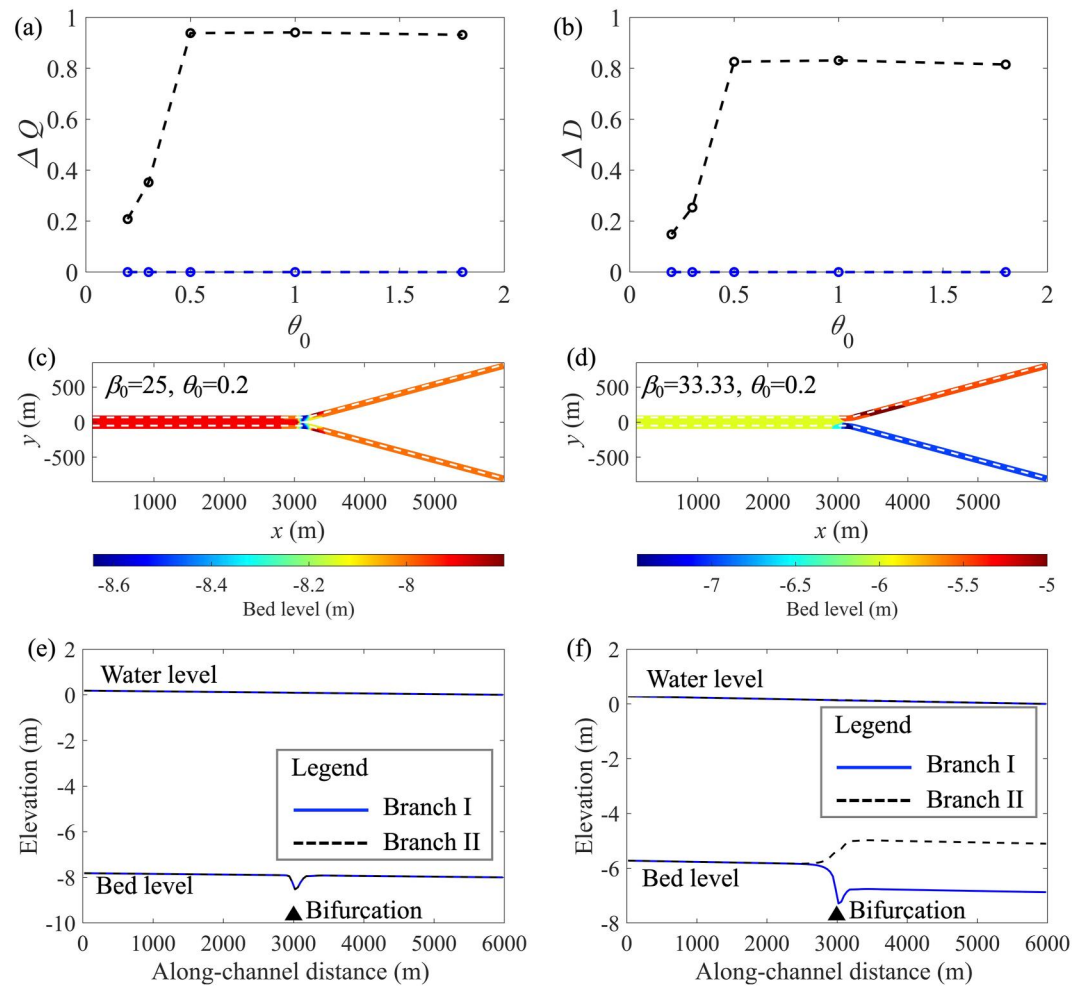 (a)
1
0.8
0.6
0.4
0.2
0
Δ Q
0 0.5 1 1.5 2
θ0
(b)
1
0.8
0.6
0.4
0.2
0
Δ D
0 0.5 1 1.5 2
θ0
(c)
β0=25, θ0=0.2
500
0
-500
y (m)
1000 2000 3000 4000 5000
x (m)
-8.6 -8.4 -8.2 -8
Bed level (m)
(d)
β0=33.33, θ0=0.2
500
0
-500
y (m)
1000 2000 3000 4000 5000
x (m)
-7 -6.5 -6 -5.5 -5
Bed level (m)
(e)
2
0
-2
-4
-6
-8
-10
Elevation (m)
Water level
Legend
Branch I
Branch II
Bed level
Bifurcation
0 1000 2000 3000 4000 5000 6000
Along-channel distance (m)
(f)
2
0
-2
-4
-6
-8
Elevation (m)
Water level
Legend
Branch I
Branch II
Bed level
Bifurcation
0 1000 2000 3000 4000 5000 6000
Along-channel distance (m)